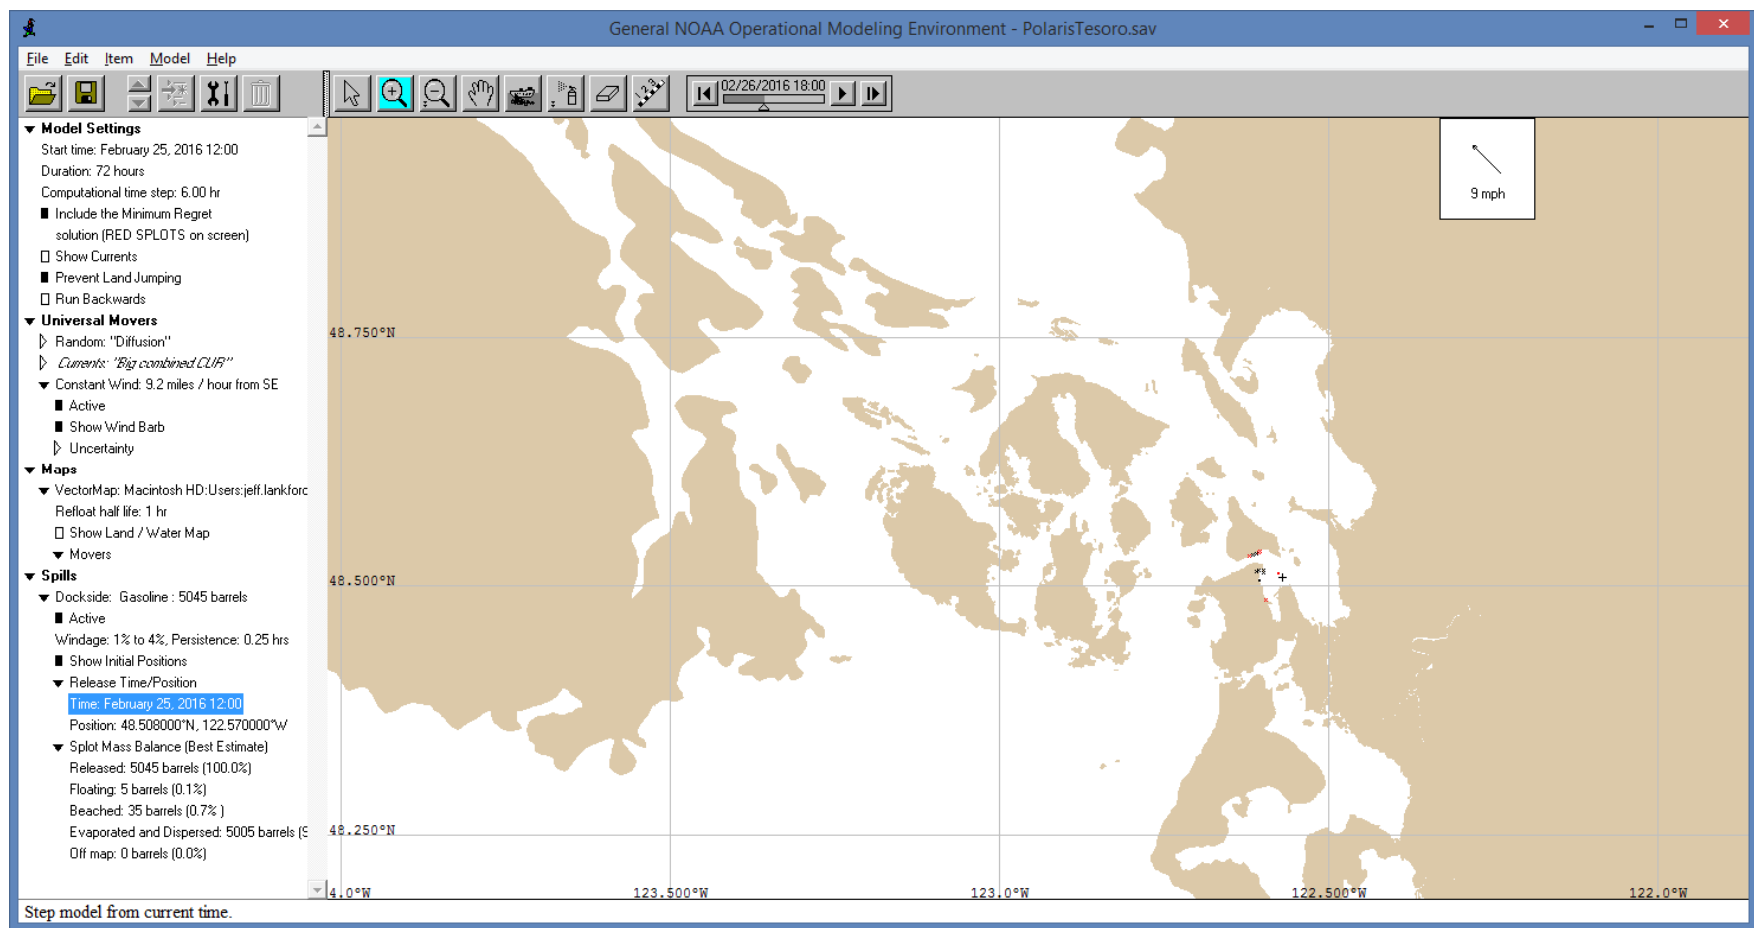 General NOAA Operational Modeling Environment - PolarisTesoro.sav
File Edit Item Model Help
02/26/2016 18:00
Model Settings
Start time: February 25, 2016 12:00
Duration: 72 hours
Computational time step: 6.00 hr
Include the Minimum Regret
solution (RED SPLOTS on screen)
Show Currents
Prevent Land Jumping
Run Backwards
Universal Movers
Random: "Diffusion"
Currents: "Big combined.CUR"
Constant Wind: 9.2 miles / hour from SE
Active
Show Wind Barb
Uncertainty
Maps
VectorMap: Macintosh HD:Users:jeff.lankford
Refloat half life: 1 hr
Show Land / Water Map
Movers
Spills
Dockside: Gasoline : 5045 barrels
Active
Windage: 1% to 4%, Persistence: 0.25 hrs
Show Initial Positions
Release Time/Position
Time: February 25, 2016 12:00
Position: 48.508000°N, 122.570000°W
Splot Mass Balance (Best Estimate)
Released: 5045 barrels (100.0%)
Floating: 5 barrels (0.1%)
Beached: 35 barrels (0.7% )
Evaporated and Dispersed: 5005 barrels (9
Off map: 0 barrels (0.0%)
9 mph
48.750°N
48.500°N
48.250°N
4.0°W 123.500°W 123.0°W 122.500°W 122.0°W
Step model from current time.